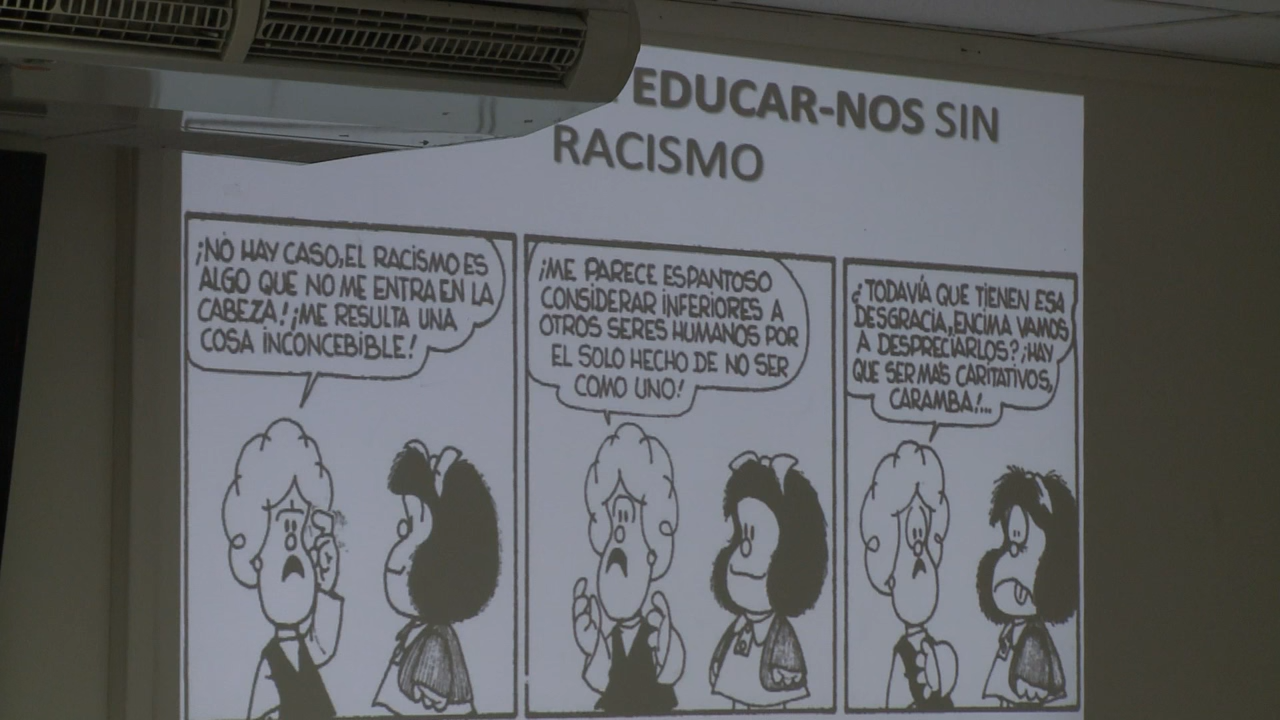 EDUCAR-NOS SIN
RACISMO
¡NO HAY CASO, EL RACISMO ES
ALGO QUE NO ME ENTRA EN LA
CABEZA! ¡ME RESULTA UNA
COSA INCONCEBIBLE!
¡ME PARECE ESPANTOSO
CONSIDERAR INFERIORES A
OTROS SERES HUMANOS POR
EL SOLO HECHO DE NO SER
COMO UNO!
¿TODAVÍA QUE TIENEN ESA
DESGRACIA, ENCIMA VAMOS
A DESPRECIARLOS? ¡HAY
QUE SER MAS CARITATIVOS,
CARAMBA!...